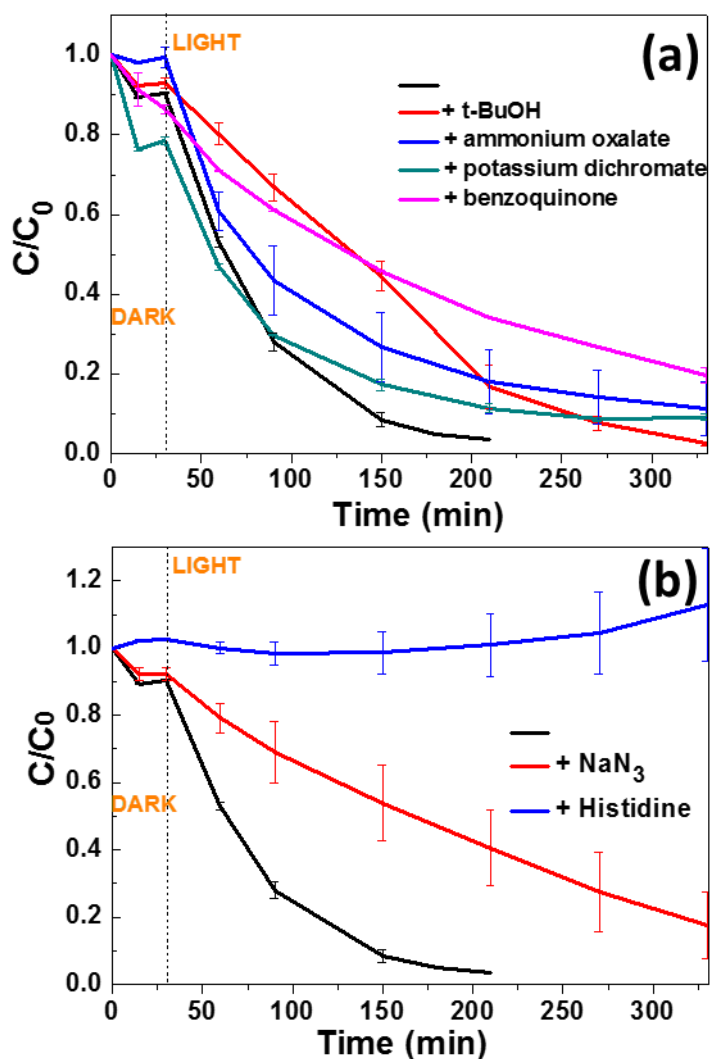 (a)
LIGHT
DARK
+ t-BuOH
+ ammonium oxalate
+ potassium dichromate
+ benzoquinone
C/C0
1.0
0.8
0.6
0.4
0.2
0.0
0 50 100 150 200 250 300
Time (min)
(b)
LIGHT
DARK
+ NaN3
+ Histidine
C/C0
1.2
1.0
0.8
0.6
0.4
0.2
0.0
0 50 100 150 200 250 300
Time (min)